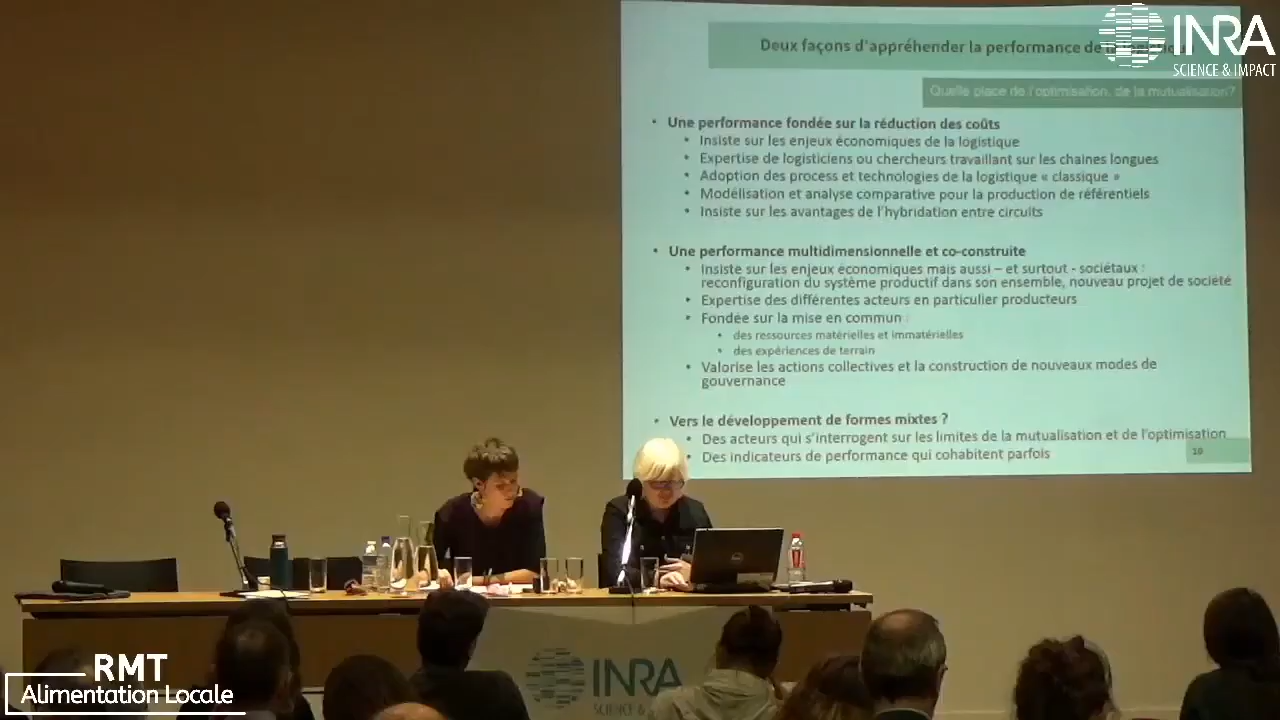 Deux façons d'appréhender la performance de
INRA
SCIENCE & IMPACT
Quelle place de l'optimisation, de la mutualisation?
• Une performance fondée sur la réduction des coûts
• Insiste sur les enjeux économiques de la logistique
• Expertise de logisticiens ou chercheurs travaillant sur les chaines longues
• Adoption des process et technologies de la logistique « classique »
• Modélisation et analyse comparative pour la production de référentiels
• Insiste sur les avantages de l'hybridation entre circuits
• Une performance multidimensionnelle et co-construite
• Insiste sur les enjeux économiques mais aussi – et surtout - sociétaux :
reconfiguration du système productif dans son ensemble, nouveau projet de société
• Expertise des différentes acteurs en particulier producteurs
• Fondée sur la mise en commun :
• des ressources matérielles et immatérielles
• des expériences de terrain
• Valorise les actions collectives et la construction de nouveaux modes de
gouvernance
• Vers le développement de formes mixtes ?
• Des acteurs qui s'interrogent sur les limites de la mutualisation et de l'optimisation
• Des indicateurs de performance qui cohabitent parfois
10
INRA
SCIENCE &
RMT
Alimentation Locale